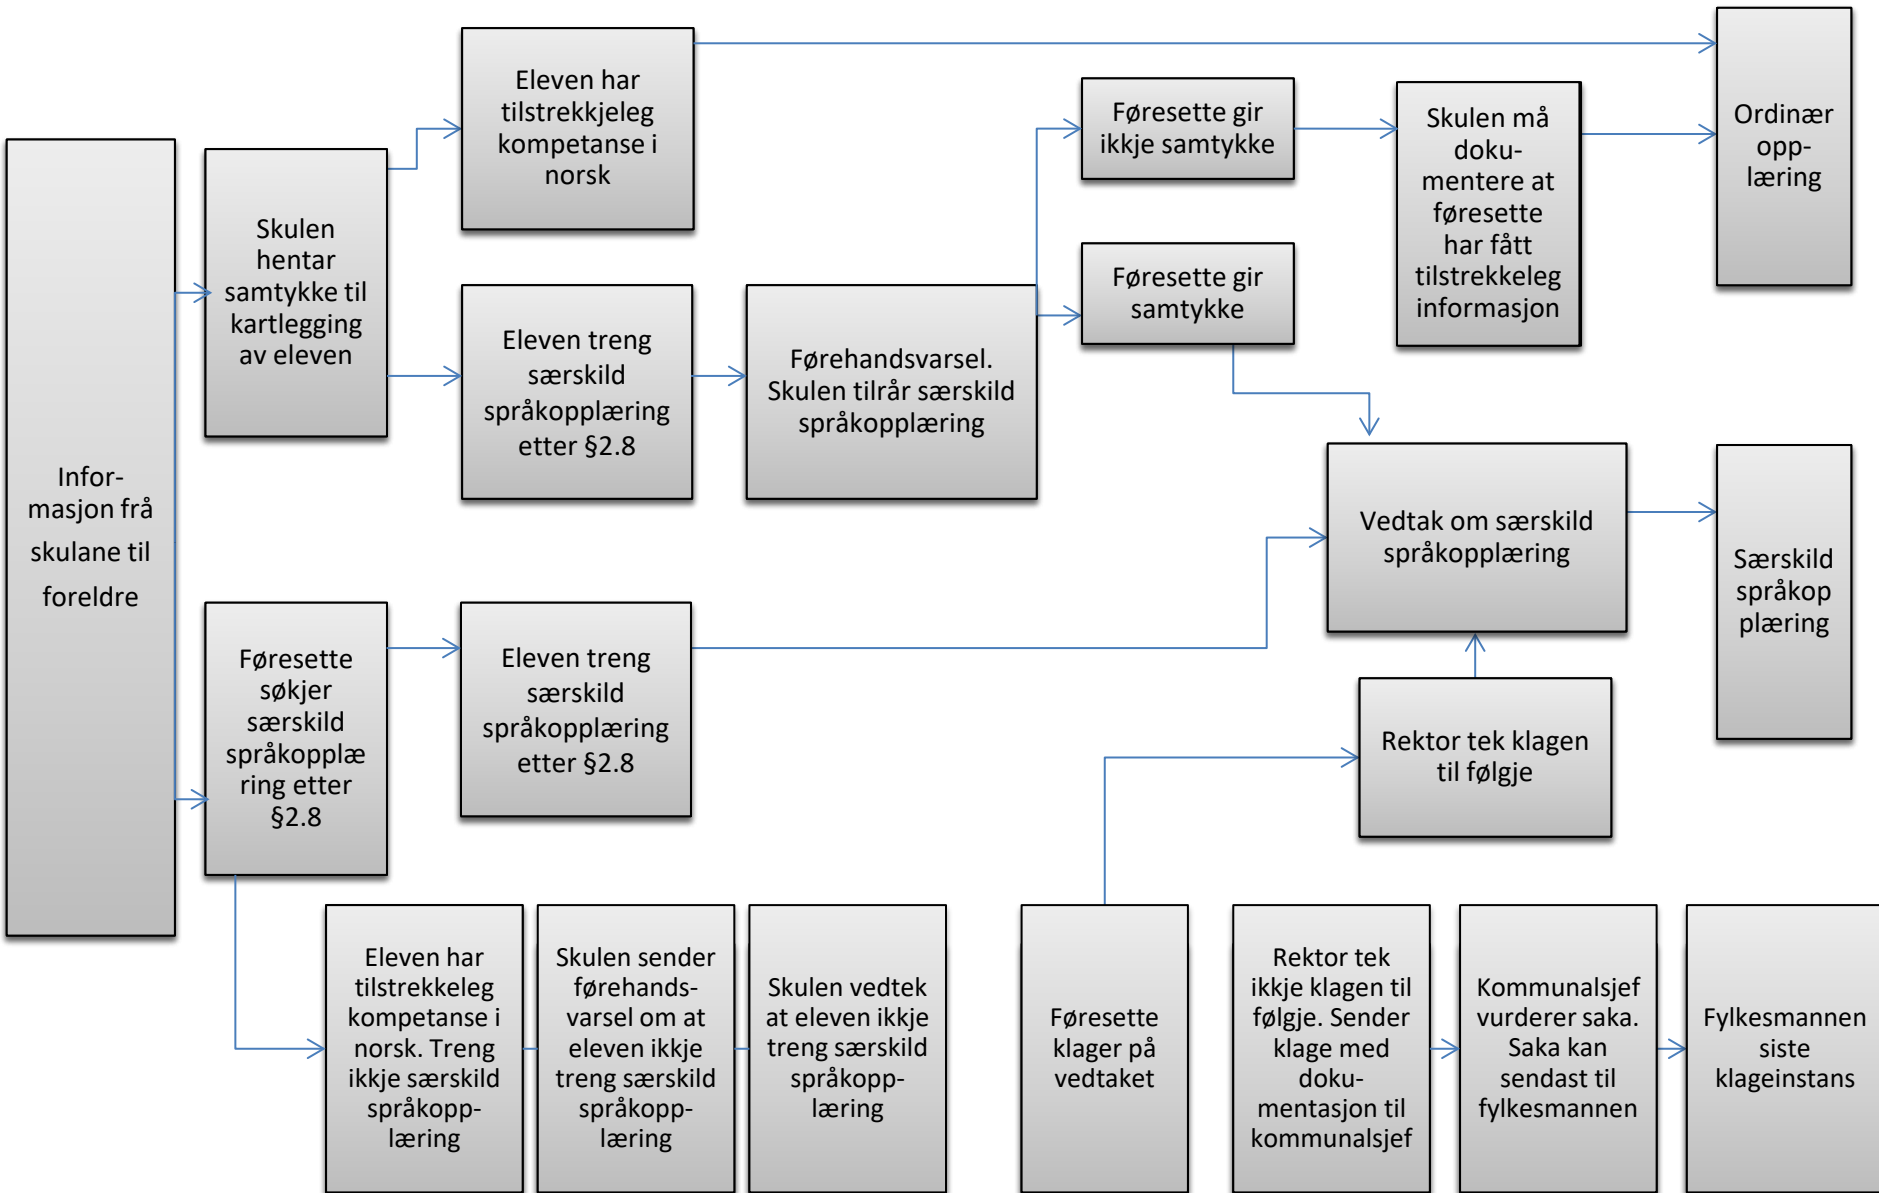 Infor-
masjon frå
skulane til
foreldre
Skulen
hentar
samtykke til
kartlegging
av eleven
Eleven har
tilstrekkjeleg
kompetanse i
norsk
Eleven treng
særskild
språkopplæring
etter §2.8
Førehandsvarsel.
Skulen tilrår særskild
språkopplæring
Føresette gir
ikkje samtykke
Føresette gir
samtykke
Skulen må
doku-
mentere at
føresette
har fått
tilstrekkeleg
informasjon
Ordinær
opp-
læring
Føresette
søkjer
særskild
språkopplæ
ring etter
§2.8
Eleven treng
særskild
språkopplæring
etter §2.8
Vedtak om særskild
språkopplæring
Særskild
språkop
plæring
Rektor tek klagen
til følgje
Eleven har
tilstrekkeleg
kompetanse i
norsk. Treng
ikkje særskild
språkopp-
læring
Skulen sender
førehands-
varsel om at
eleven ikkje
treng særskild
språkopp-
læring
Skulen vedtek
at eleven ikkje
treng særskild
språkopp-
læring
Føresette
klager på
vedtaket
Rektor tek
ikkje klagen til
følgje. Sender
klage med
doku-
mentasjon til
kommunalsjef
Kommunalsjef
vurderer saka.
Saka kan
sendast til
fylkesmannen
Fylkesmannen
siste
klageinstans